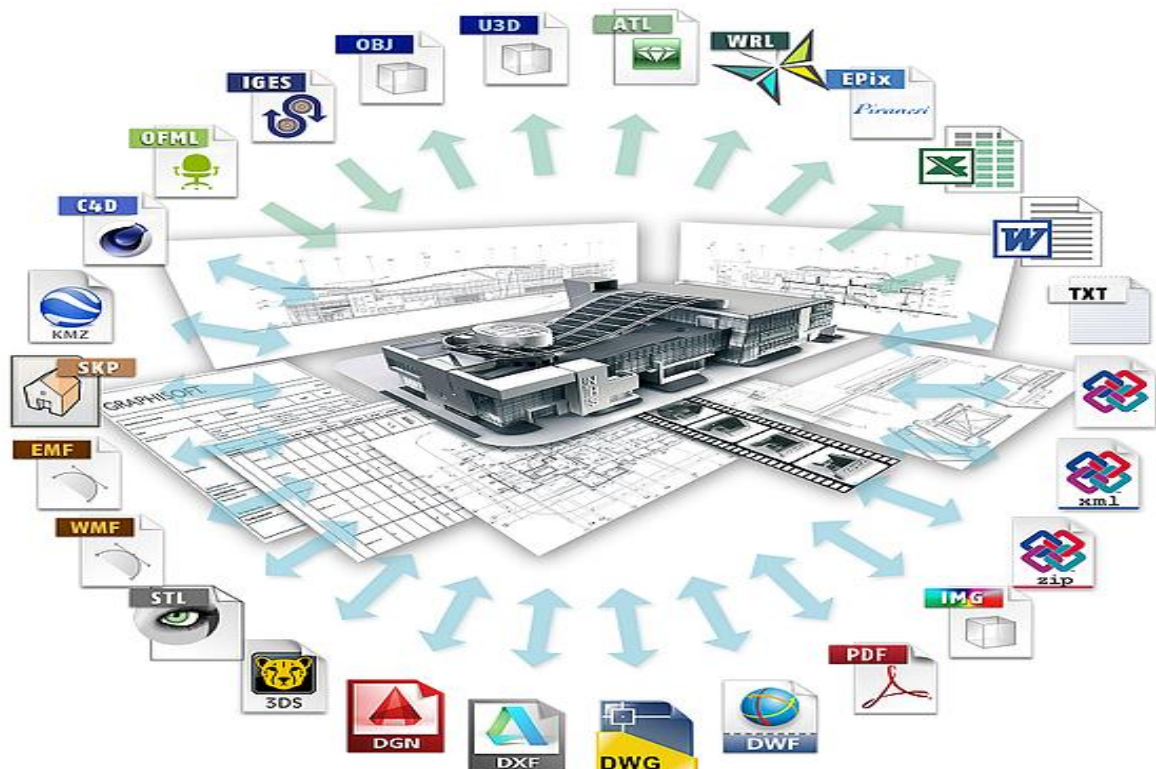 U3D
ATL
OBJ
WRL
IGES
EPix
Piranesi
OFML
X
C4D
W
KMZ
TXT
SKP
GRAPHISOFT
EMF
xml
WMF
zip
STL
IMG
3DS
PDF
DGN
DXF
DWG
DWF